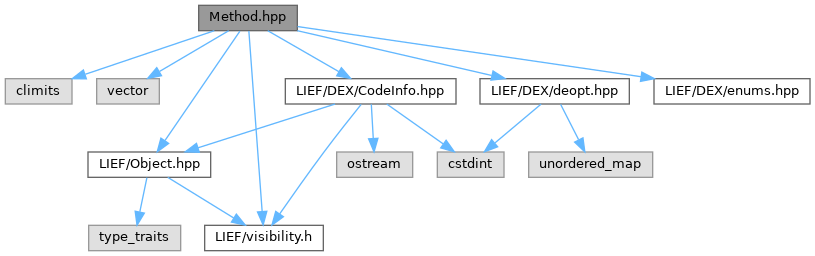 Method.hpp
climits
vector
LIEF/DEX/CodeInfo.hpp
LIEF/DEX/deopt.hpp
LIEF/DEX/enums.hpp
LIEF/Object.hpp
ostream
cstdint
unordered_map
type_traits
LIEF/visibility.h